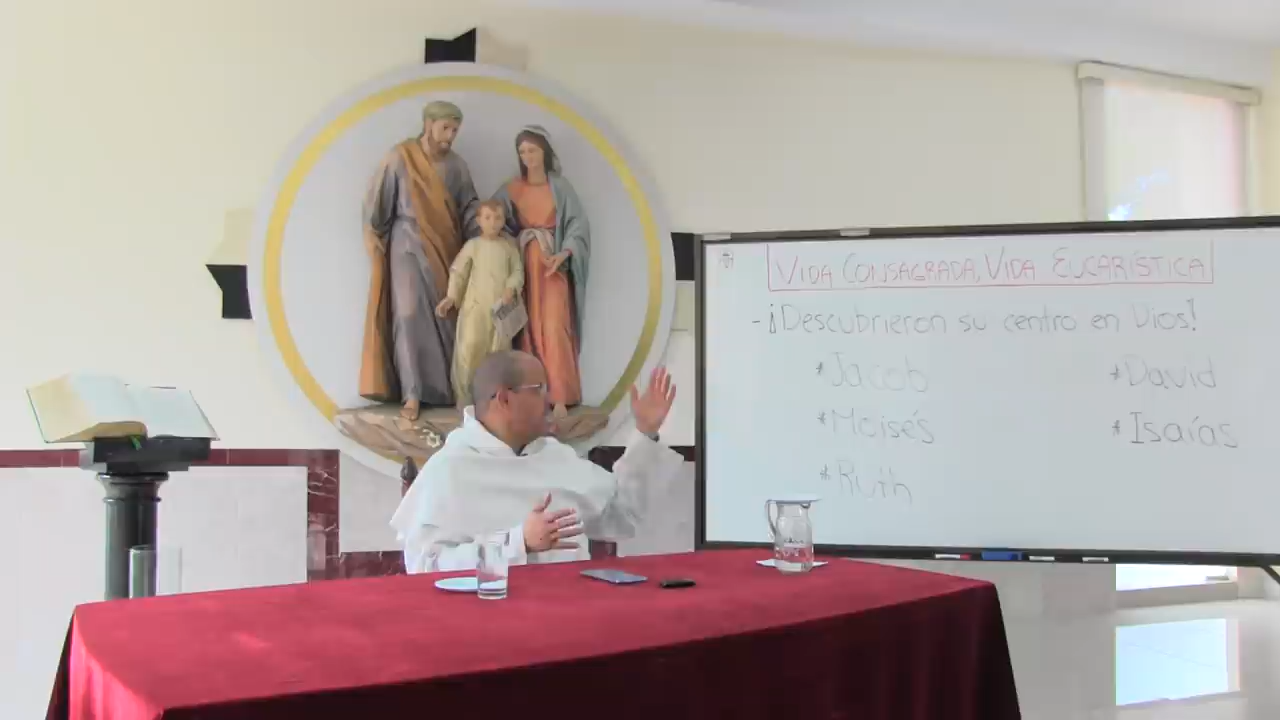 VIDA CONSAGRADA, VIDA EUCARÍSTICA
- ¡Descubrieron su centro en Dios!
* Jacob
* Moisés
* Ruth
* David
* Isaías